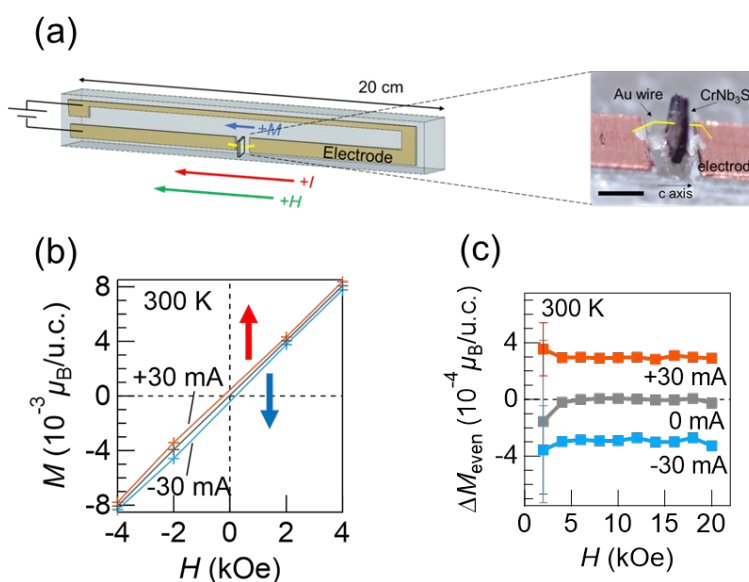 (a)
20 cm
+M
Electrode
+I
+H
Au wire
CrNb3S
electrode
c axis
(b)
300 K
+30 mA
-30 mA
8
4
0
-4
-8
M (10⁻³ μB/u.c.)
-4 -2 0 2 4
H (kOe)
(c)
300 K
+30 mA
0 mA
-30 mA
4
0
-4
ΔMeven (10⁻⁴ μB/u.c.)
0 5 10 15 20
H (kOe)